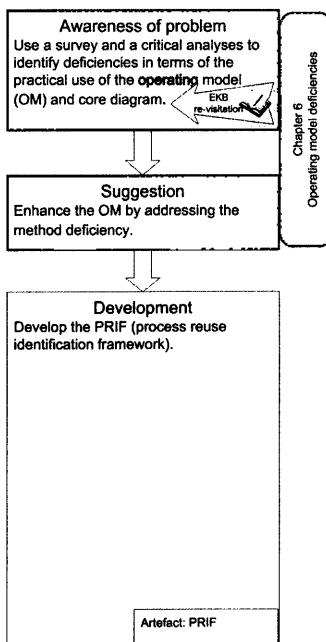 Awareness of problem
Use a survey and a critical analyses to
identify deficiencies in terms of the
practical use of the operating model
(OM) and core diagram.
EKB
re-visitation
Chapter 6
Operating model deficiencies
Suggestion
Enhance the OM by addressing the
method deficiency.
Development
Develop the PRIF (process reuse
identification framework).
Artefact: PRIF